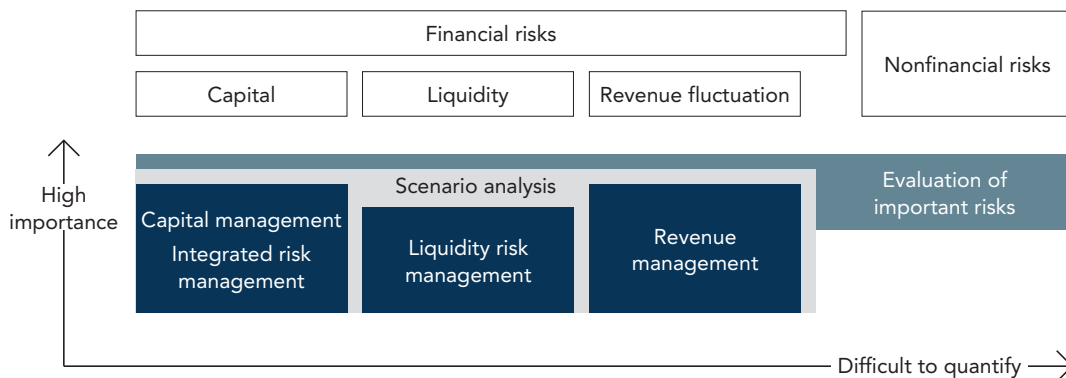 Financial risks
Nonfinancial risks
Capital
Liquidity
Revenue fluctuation
High
importance
Scenario analysis
Evaluation of
important risks
Capital management
Integrated risk
management
Liquidity risk
management
Revenue
management
Difficult to quantify